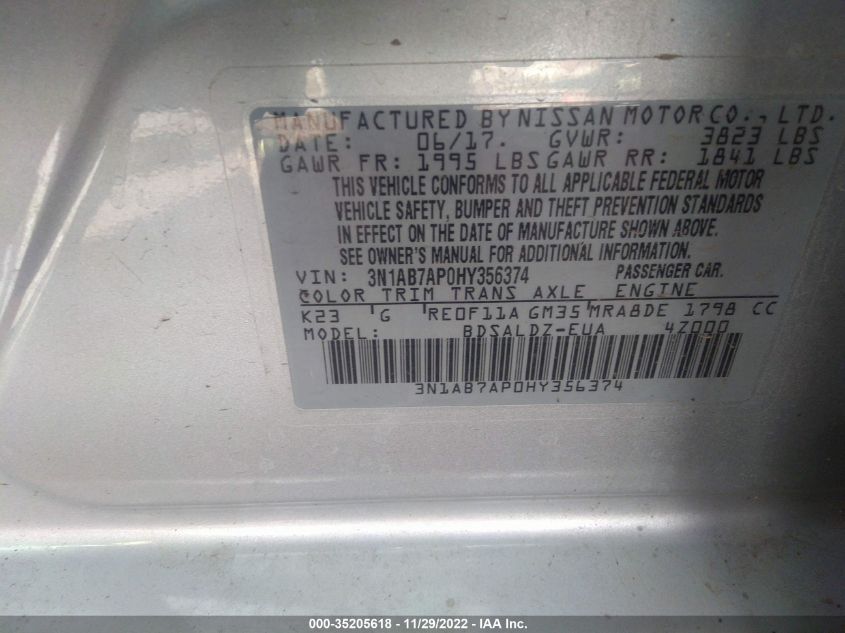 MANUFACTURED BY NISSAN MOTOR CO., LTD.
DATE: 06/17. GVWR: 3823 LBS
GAWR FR: 1995 LBS GAWR RR: 1841 LBS
THIS VEHICLE CONFORMS TO ALL APPLICABLE FEDERAL MOTOR
VEHICLE SAFETY, BUMPER AND THEFT PREVENTION STANDARDS
IN EFFECT ON THE DATE OF MANUFACTURE SHOWN ABOVE.
SEE OWNER'S MANUAL FOR ADDITIONAL INFORMATION.
VIN: 3N1AB7AP0HY356374 PASSENGER CAR.
COLOR TRIM TRANS AXLE ENGINE
K23 'G 'RE0F11A GM35'MRA8DE 1798 CC
MODEL: BDSALDZ-EUA 4Z000
3N1AB7AP0HY356374
000-35205618 - 11/29/2022 - IAA Inc.